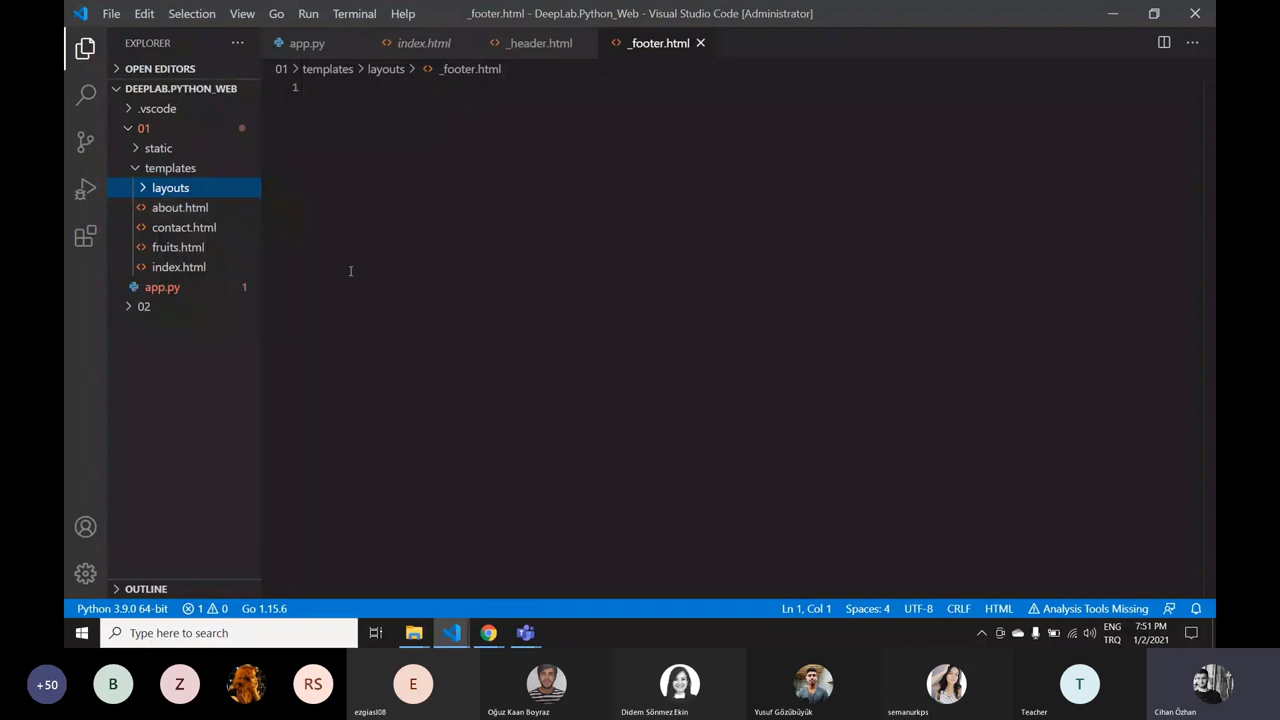 File Edit Selection View Go Run Terminal Help _footer.html - DeepLab.Python_Web - Visual Studio Code [Administrator]
EXPLORER ··· app.py index.html _header.html _footer.html
OPEN EDITORS 01 > templates > layouts > _footer.html
DEEPLAB.PYTHON_WEB 1
.vscode
01
static
templates
layouts
about.html
contact.html
fruits.html
index.html
app.py 1
02
OUTLINE
Python 3.9.0 64-bit 1 0 Go 1.15.6 Ln 1, Col 1 Spaces: 4 UTF-8 CRLF HTML Analysis Tools Missing
Type here to search ENG 7:51 PM
TRQ 1/2/2021
+50 B Z RS E T
ezgiasl08 Oğuz Kaan Boyraz Didem Sönmez Ekin Yusuf Gözübüyük semanurkps Teacher Cihan Özhan